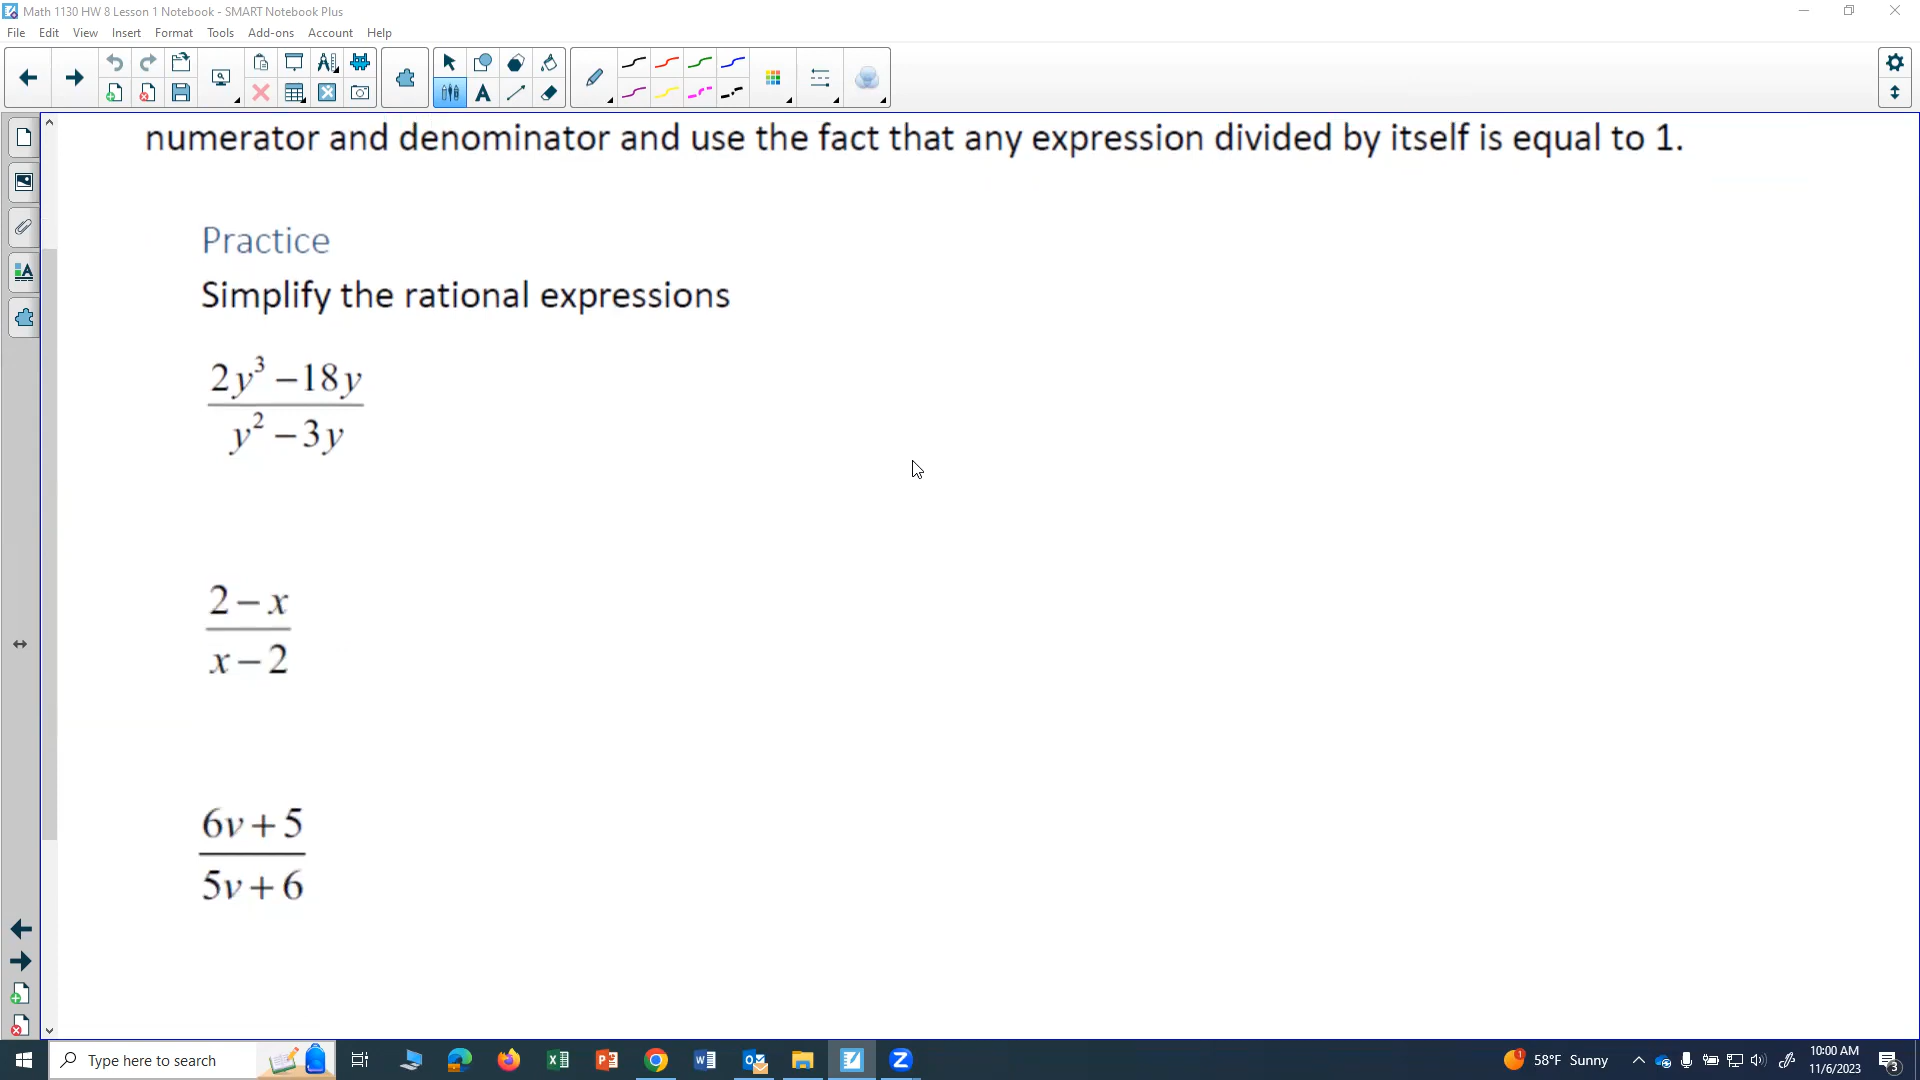 Math 1130 HW 8 Lesson 1 Notebook - SMART Notebook Plus
File Edit View Insert Format Tools Add-ons Account Help
numerator and denominator and use the fact that any expression divided by itself is equal to 1.
Practice
Simplify the rational expressions
2y³ − 18y
y² − 3y
2 − x
x − 2
6v + 5
5v + 6
Type here to search
58°F Sunny
10:00 AM
11/6/2023
3